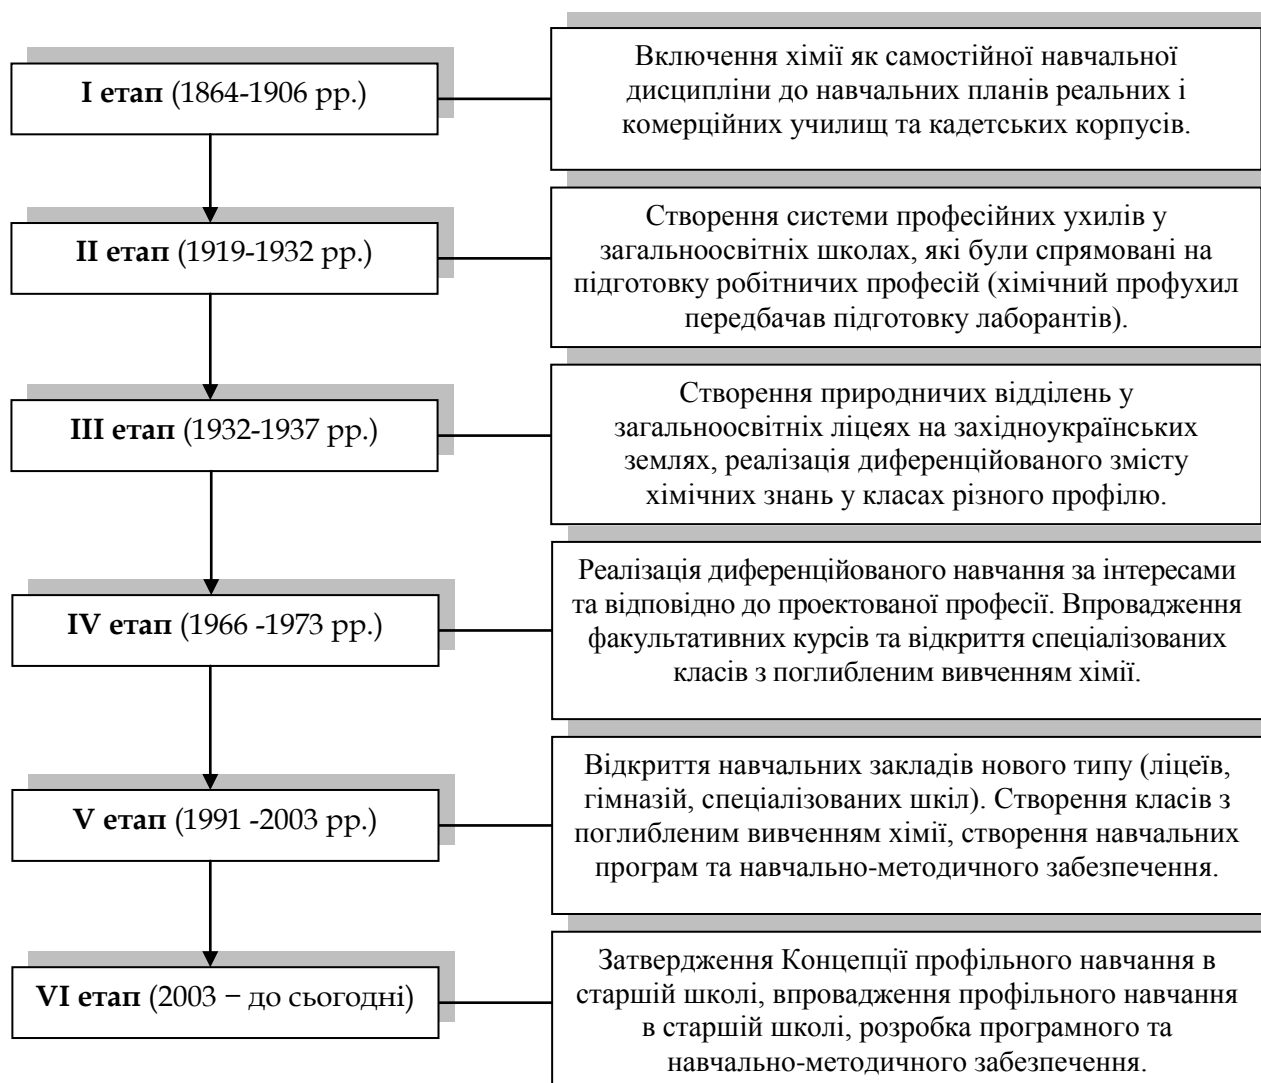 I етап (1864-1906 рр.)
Включення хімії як самостійної навчальної
дисципліни до навчальних планів реальних і
комерційних училищ та кадетських корпусів.
II етап (1919-1932 рр.)
Створення системи професійних ухилів у
загальноосвітніх школах, які були спрямовані на
підготовку робітничих професій (хімічний профухил
передбачав підготовку лаборантів).
III етап (1932-1937 рр.)
Створення природничих відділень у
загальноосвітніх ліцеях на західноукраїнських
землях, реалізація диференційованого змісту
хімічних знань у класах різного профілю.
IV етап (1966 -1973 рр.)
Реалізація диференційованого навчання за інтересами
та відповідно до проектованої професії. Впровадження
факультативних курсів та відкриття спеціалізованих
класів з поглибленим вивченням хімії.
V етап (1991 -2003 рр.)
Відкриття навчальних закладів нового типу (ліцеїв,
гімназій, спеціалізованих шкіл). Створення класів з
поглибленим вивченням хімії, створення навчальних
програм та навчально-методичного забезпечення.
VI етап (2003 − до сьогодні)
Затвердження Концепції профільного навчання в
старшій школі, впровадження профільного навчання
в старшій школі, розробка програмного та
навчально-методичного забезпечення.